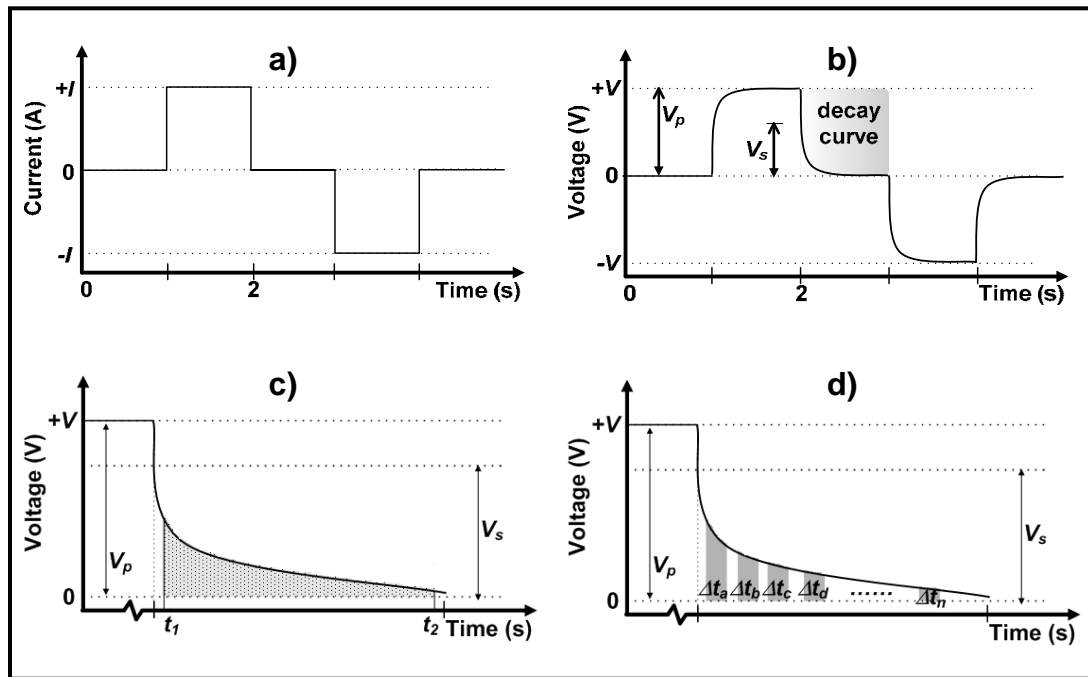 a)
Current (A)
+I
0
-I
0
2
Time (s)
b)
Voltage (V)
+V
0
-V
Vp
Vs
decay
curve
0
2
Time (s)
c)
Voltage (V)
+V
0
Vp
Vs
t1
t2
Time (s)
d)
Voltage (V)
+V
0
Vp
Vs
Δta Δtb Δtc Δtd ...... Δtn
Time (s)